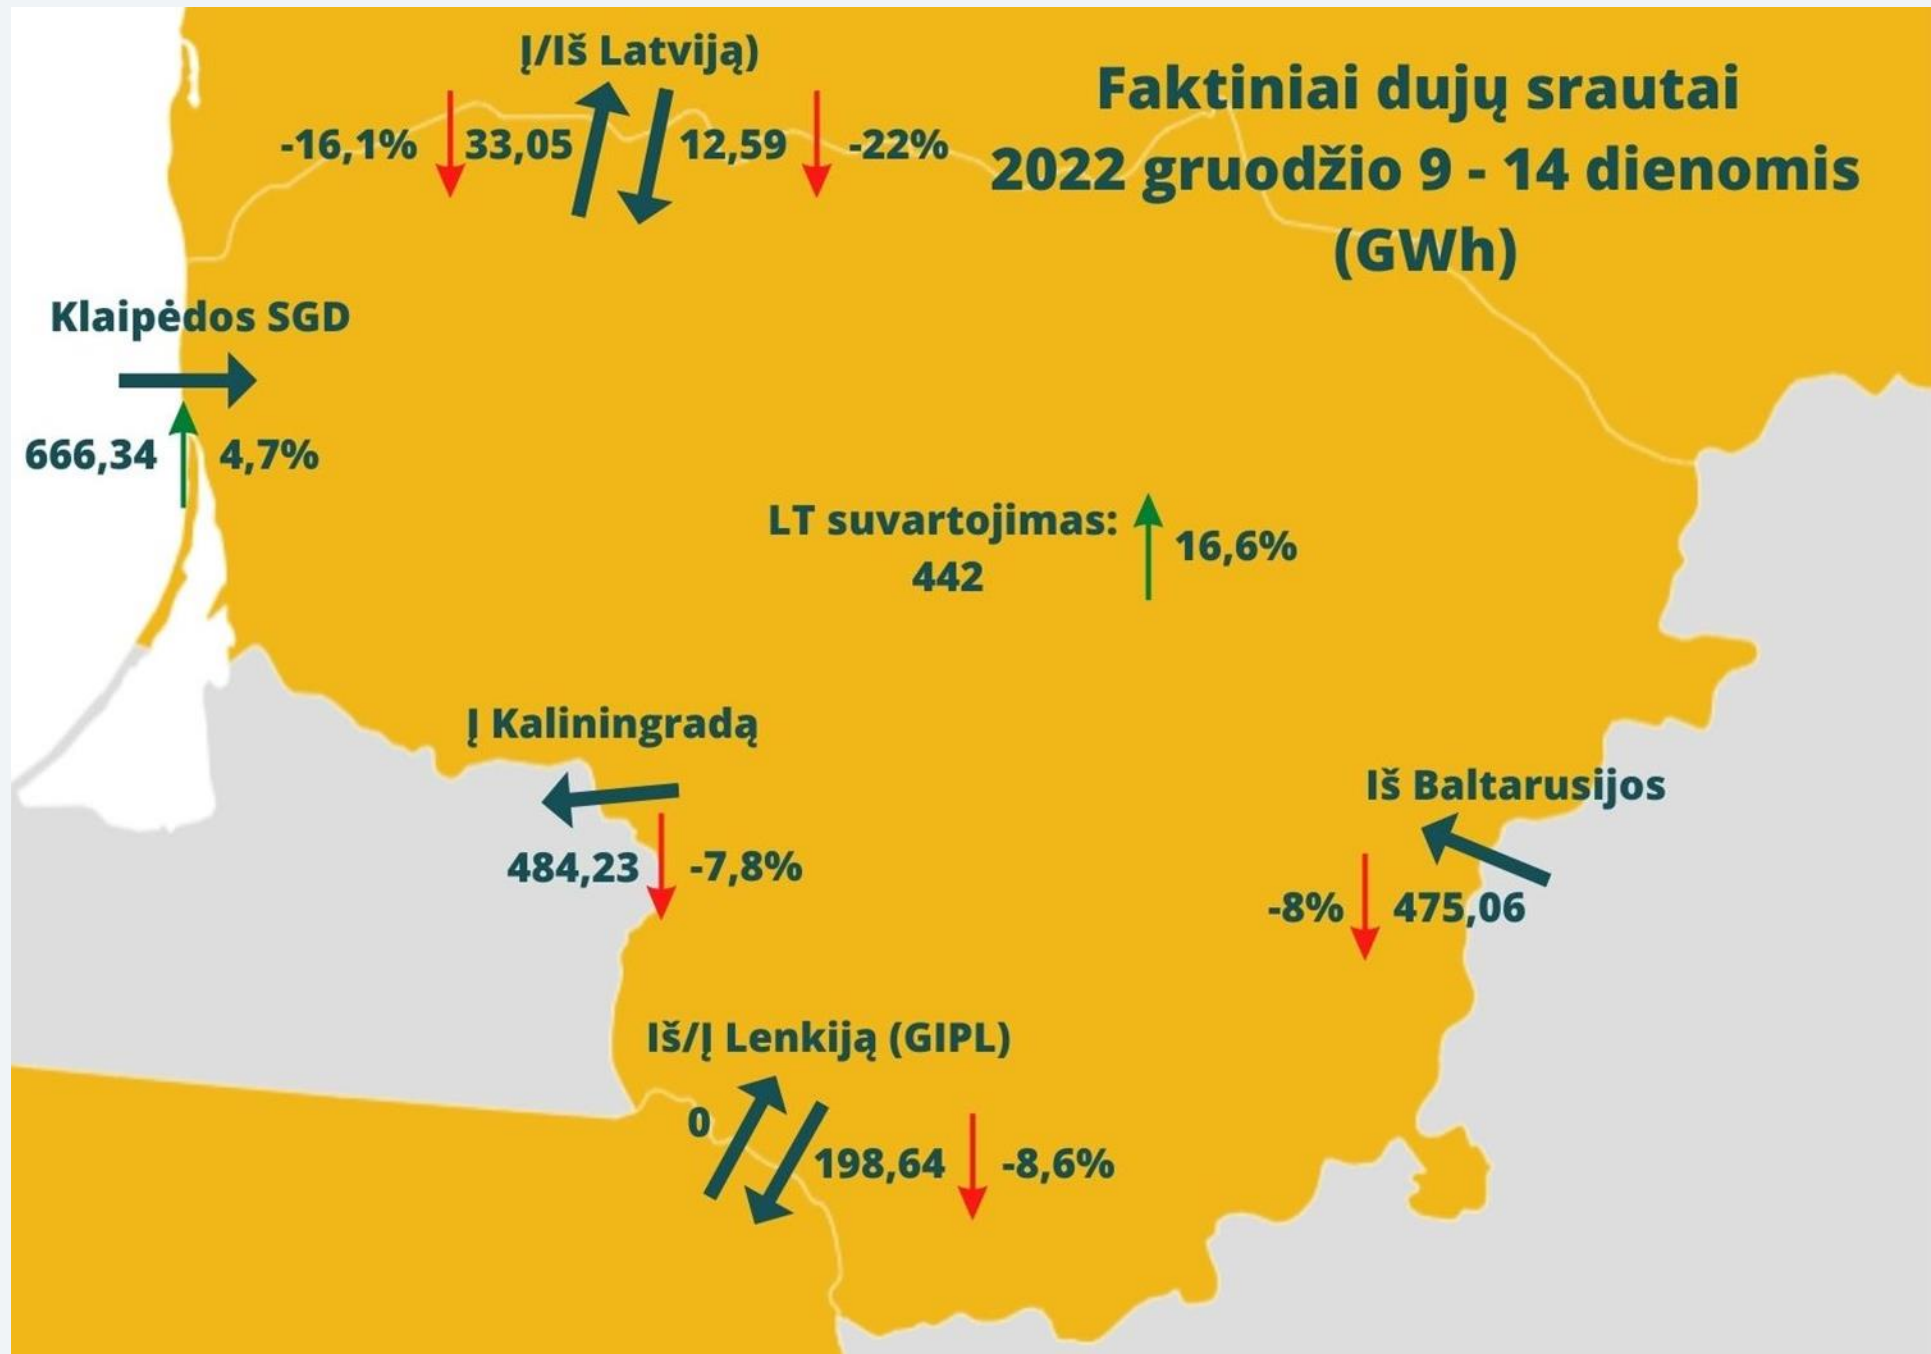 Į/Iš Latviją)
-16,1% 33,05 12,59 -22%
Faktiniai dujų srautai
2022 gruodžio 9 - 14 dienomis
(GWh)
Klaipėdos SGD
666,34 4,7%
LT suvartojimas:
442
16,6%
Į Kaliningradą
484,23 -7,8%
Iš Baltarusijos
-8% 475,06
Iš/Į Lenkiją (GIPL)
0
198,64 -8,6%